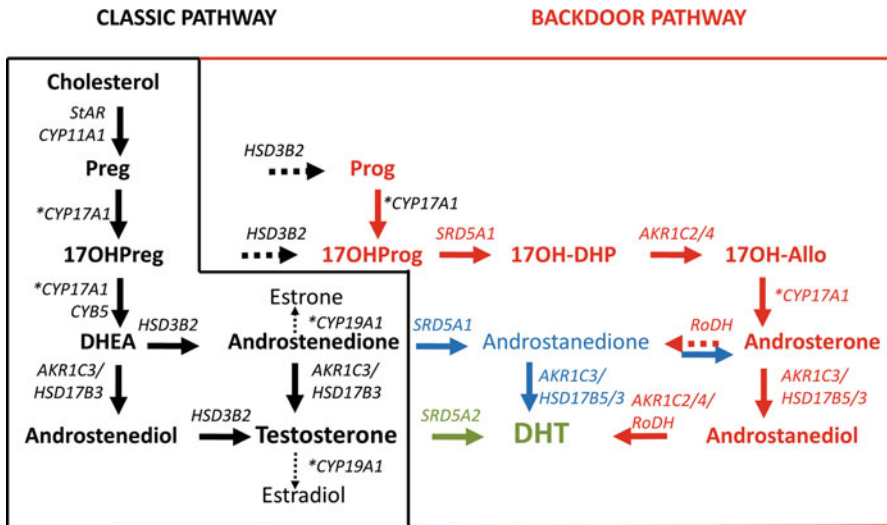 CLASSIC PATHWAY
BACKDOOR PATHWAY
Cholesterol
StAR
CYP11A1
Preg
HSD3B2
Prog
*CYP17A1
*CYP17A1
17OHPreg
HSD3B2
17OHProg
SRD5A1
17OH-DHP
AKR1C2/4
17OH-Allo
*CYP17A1
CYB5
Estrone
*CYP19A1
*CYP17A1
DHEA
HSD3B2
Androstenedione
SRD5A1
Androstanedione
RoDH
Androsterone
AKR1C3/
HSD17B3
AKR1C3/
HSD17B3
AKR1C3/
HSD17B5/3
AKR1C2/4/
RoDH
AKR1C3/
HSD17B5/3
Androstenediol
HSD3B2
Testosterone
SRD5A2
DHT
Androstanediol
*CYP19A1
Estradiol